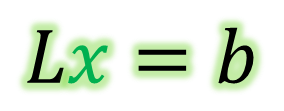 Lx = b